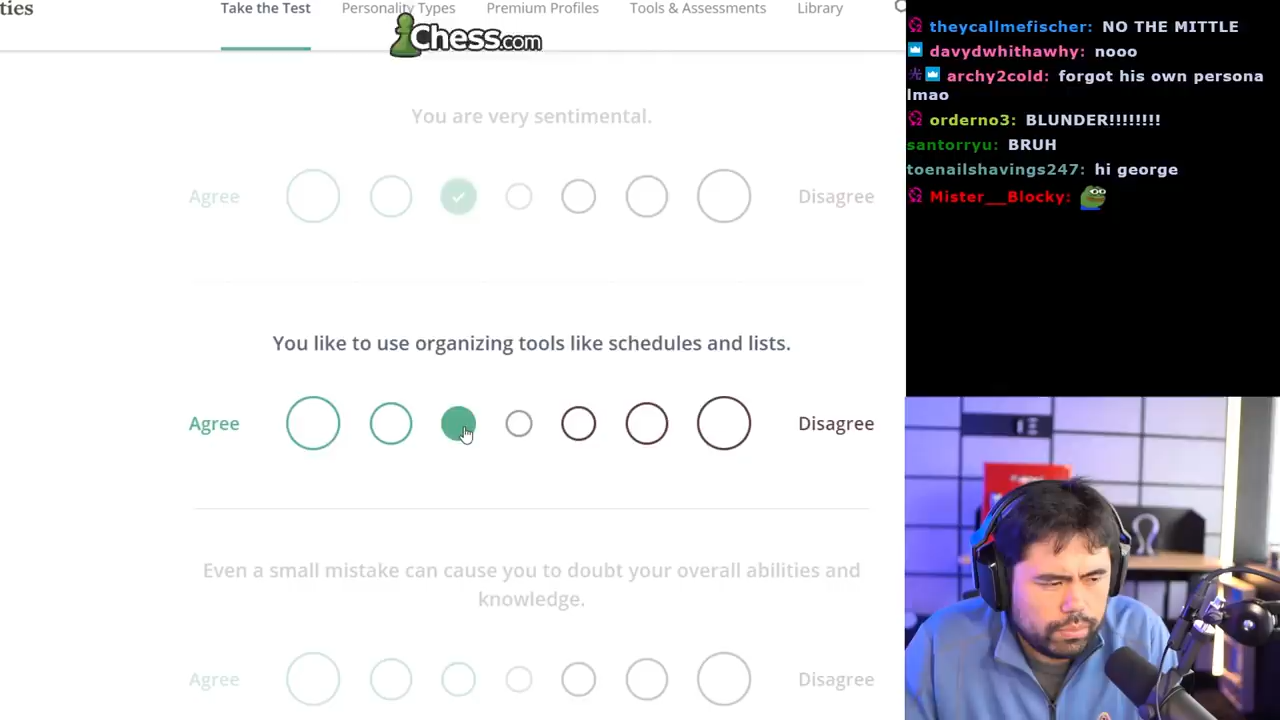 ties
Take the Test
Personality Types
Premium Profiles
Tools & Assessments
Library
Chess.com
You are very sentimental.
Agree
Disagree
You like to use organizing tools like schedules and lists.
Agree
Disagree
Even a small mistake can cause you to doubt your overall abilities and
knowledge.
Agree
Disagree
theycallmefischer: NO THE MITTLE
davydwhithawhy: nooo
archy2cold: forgot his own persona
lmao
orderno3: BLUNDER!!!!!!!!
santorryu: BRUH
toenailshavings247: hi george
Mister__Blocky: